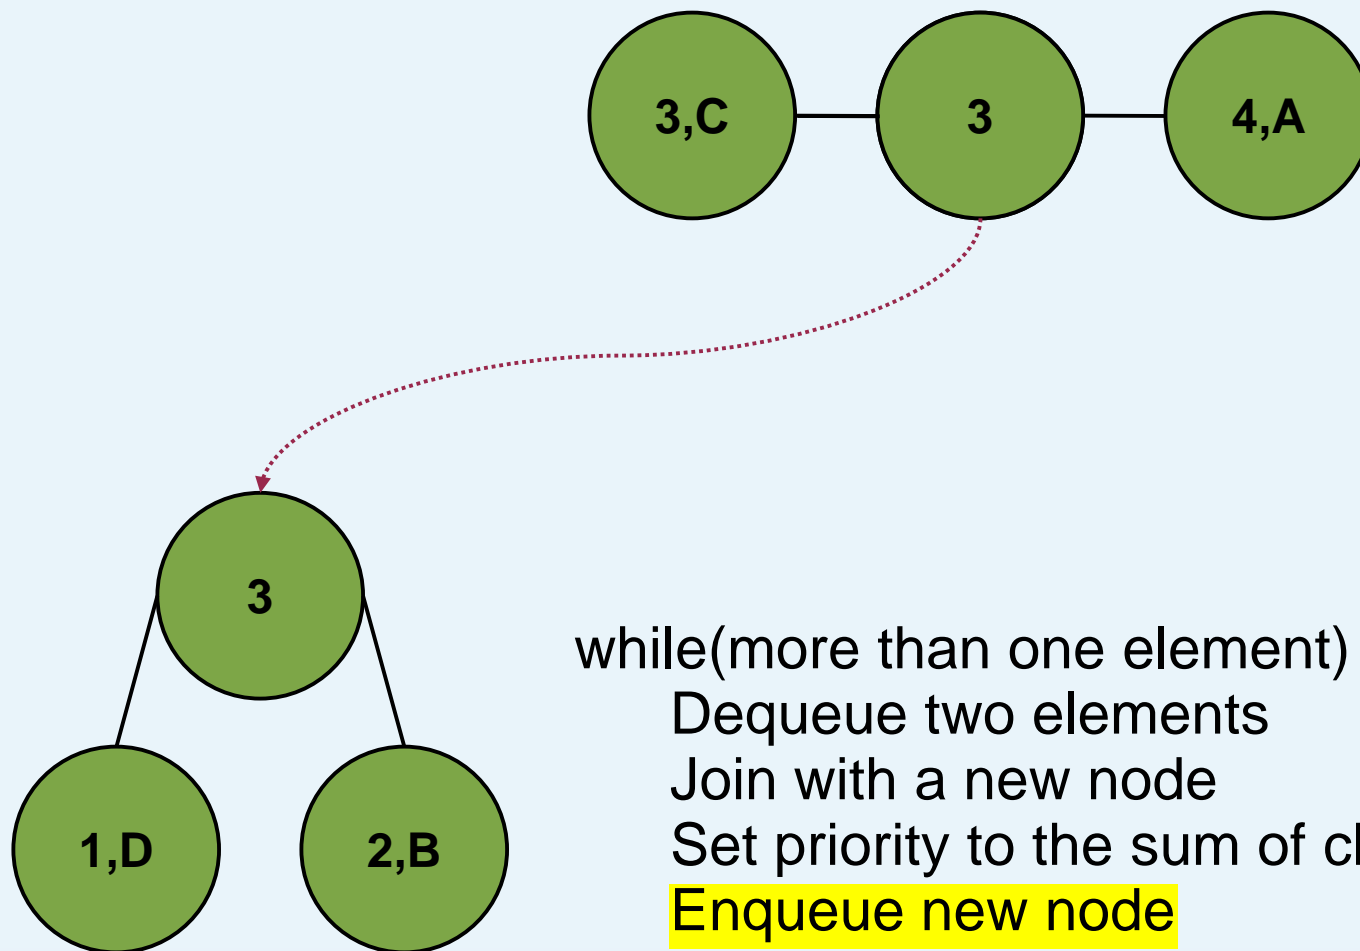 3,C 3 4,A
3
1,D 2,B
while(more than one element)
Dequeue two elements
Join with a new node
Set priority to the sum of
Enqueue new node